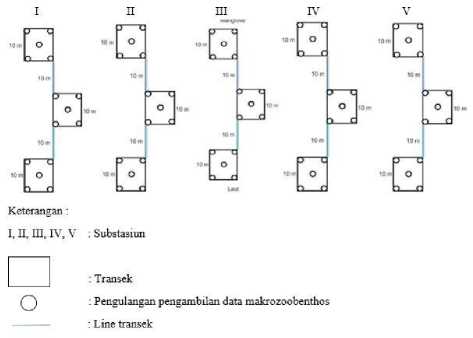 I II III IV V
mangrove
10 m 10 m 10 m 10 m 10 m
10 m 10 m 10 m 10 m 10 m
10 m 10 m 10 m 10 m 10 m
10 m 10 m 10 m 10 m 10 m
10 m 10 m 10 m 10 m 10 m
Laut
Keterangan :
I, II, III, IV, V : Substasiun
: Transek
: Pengulangan pengambilan data makrozoobenthos
: Line transek